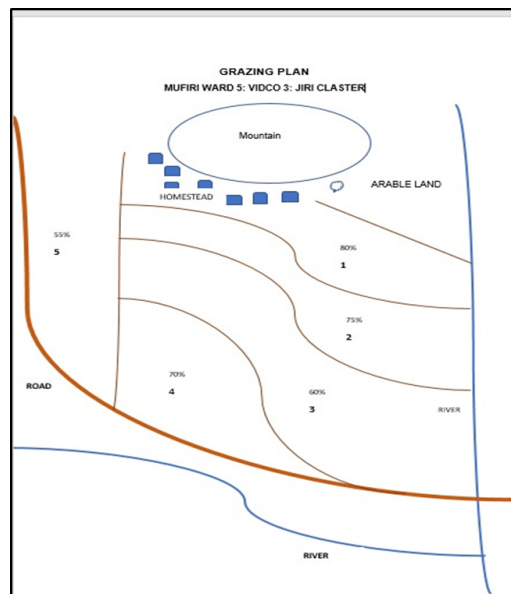 GRAZING PLAN
MUFIRI WARD 5: VIDCO 3: JIRI CLASTER
Mountain
ARABLE LAND
HOMESTEAD
55%
5
80%
1
75%
2
70%
4
60%
3
ROAD
RIVER
RIVER